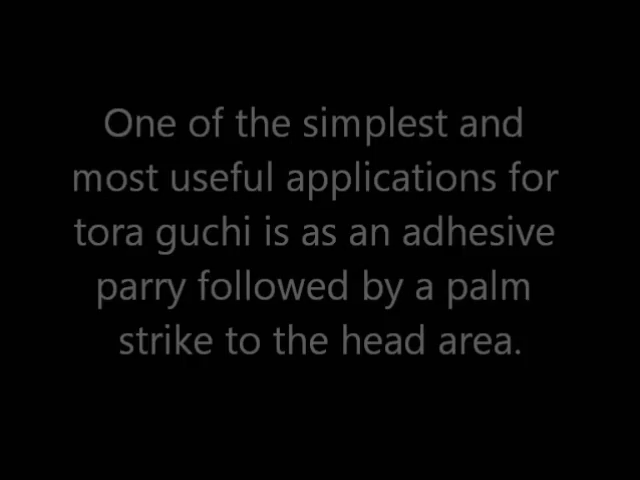 One of the simplest and
most useful applications for
tora guchi is as an adhesive
parry followed by a palm
strike to the head area.